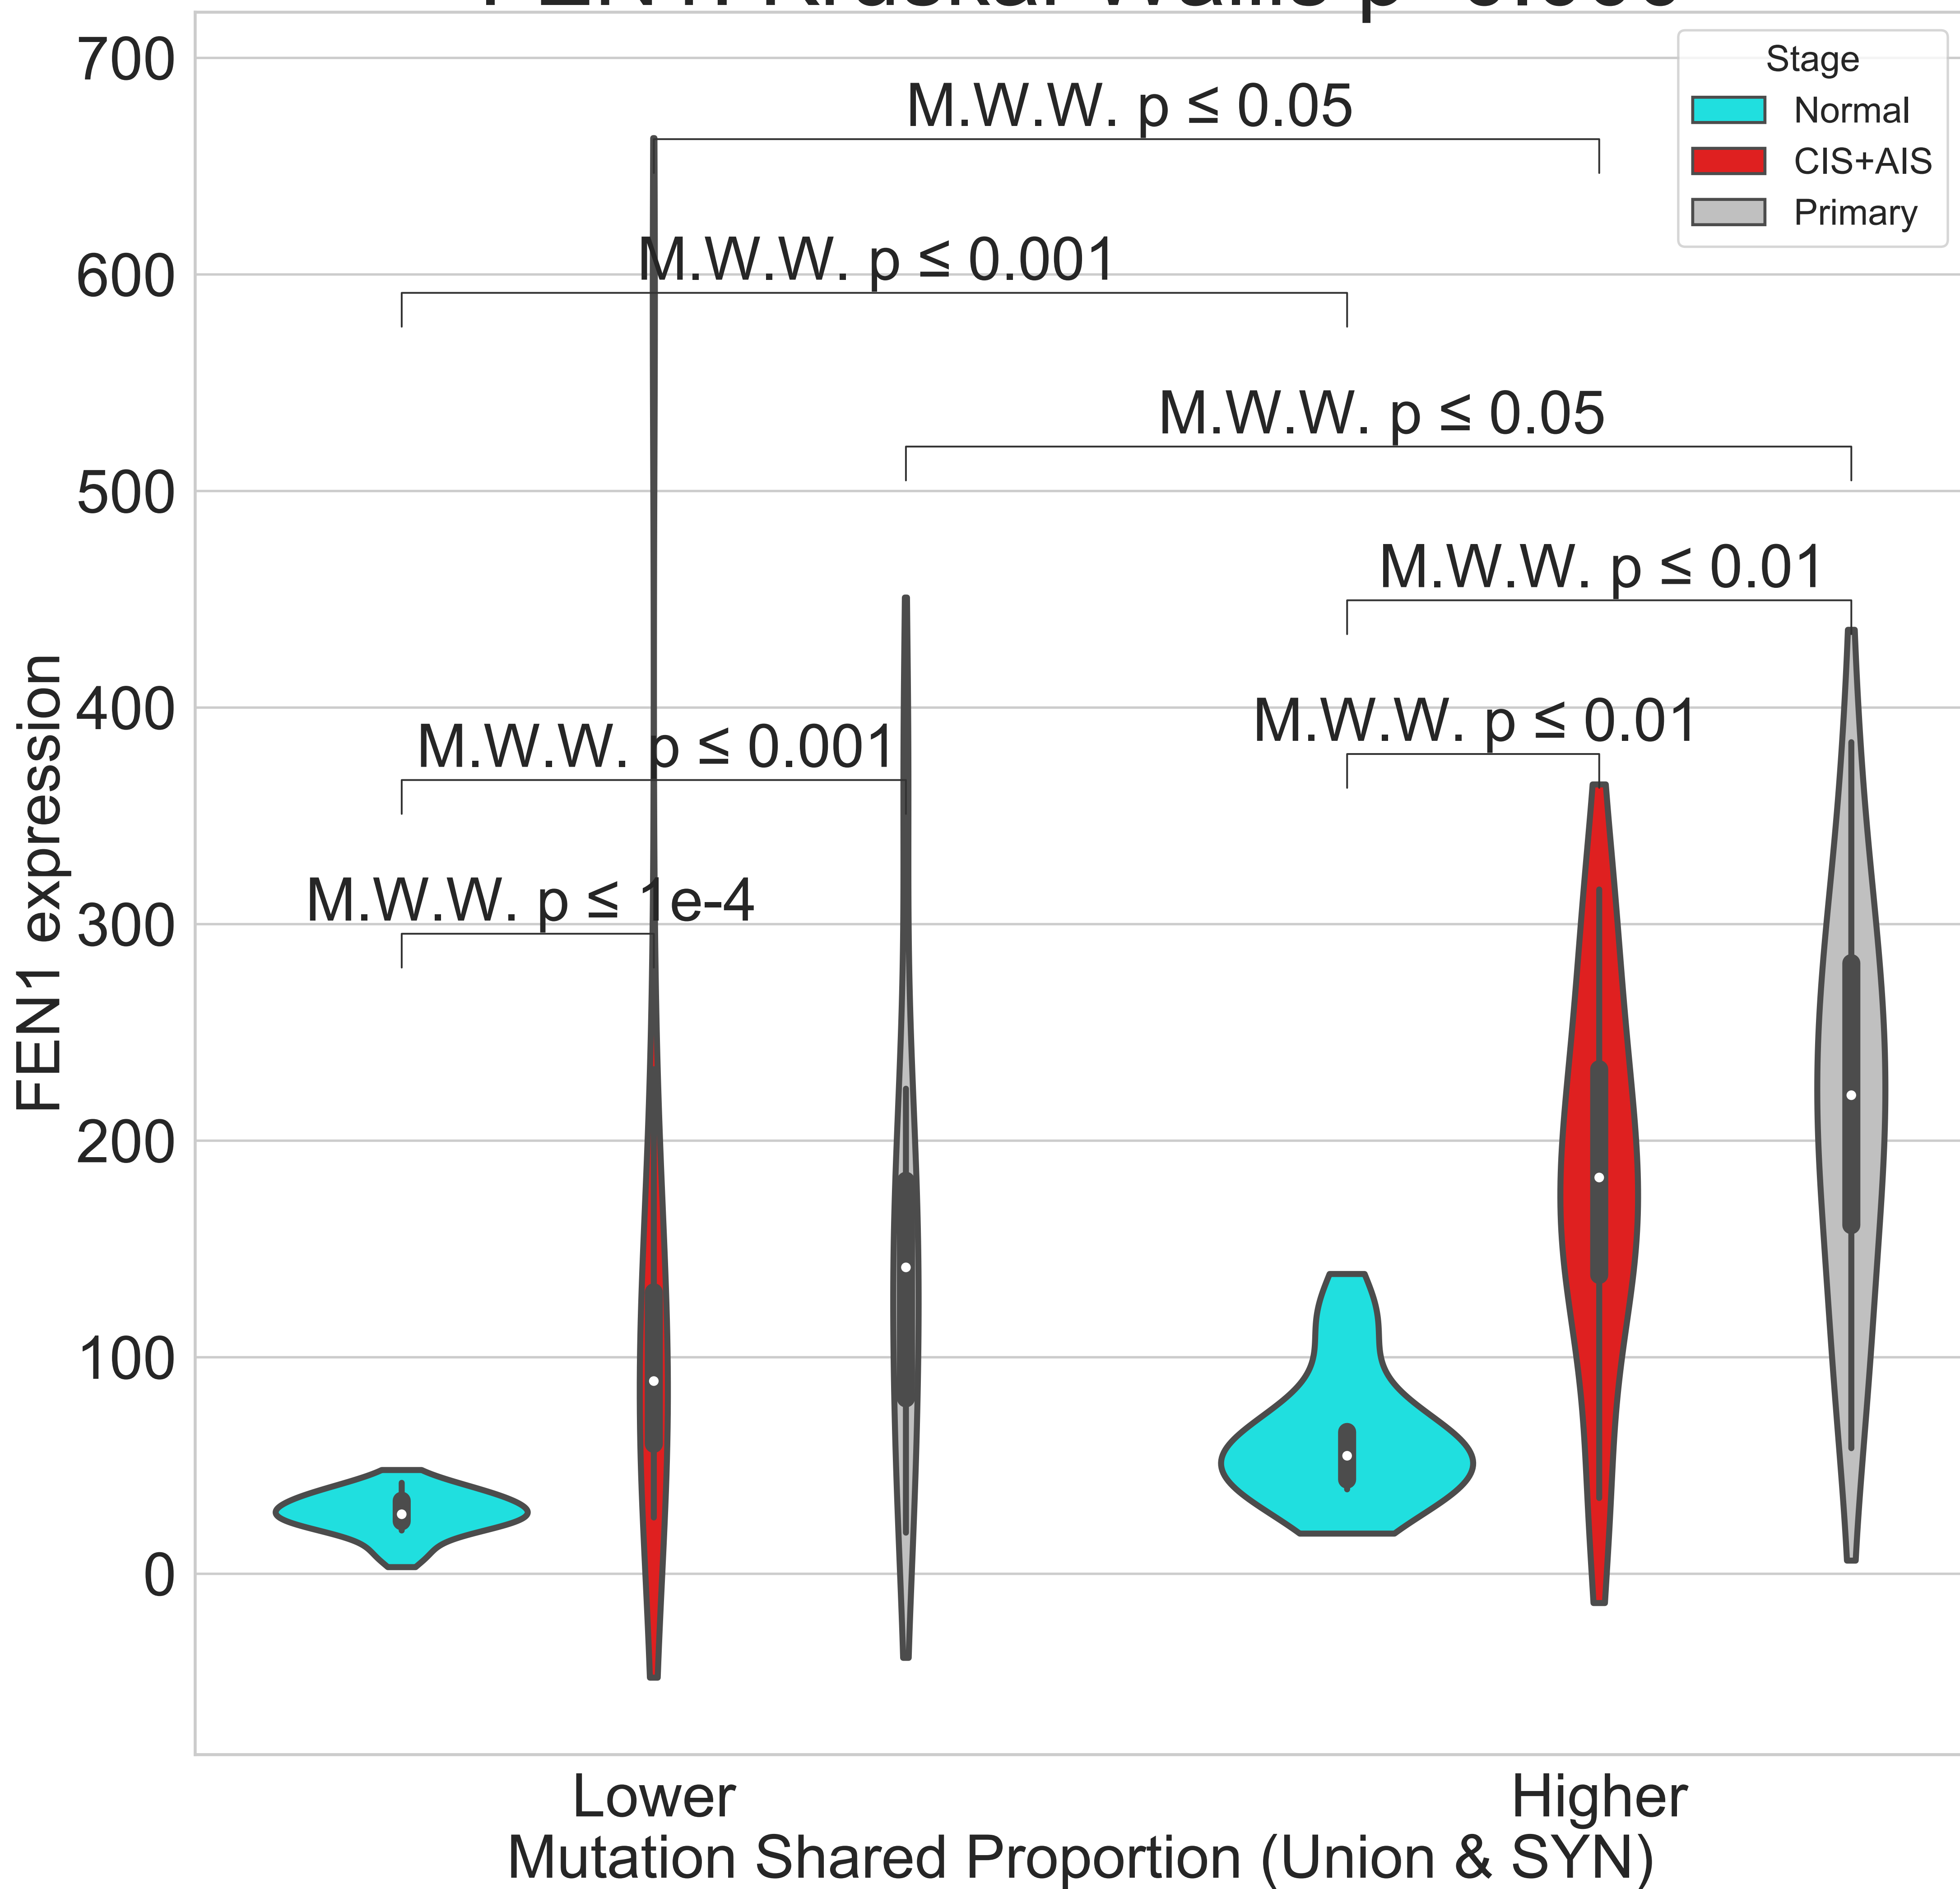 700
600
500
400
300
200
100
0
FEN1 expression
Stage
Normal
CIS+AIS
Primary
M.W.W. p ≤ 0.05
M.W.W. p ≤ 0.001
M.W.W. p ≤ 0.05
M.W.W. p ≤ 0.01
M.W.W. p ≤ 0.01
M.W.W. p ≤ 0.001
M.W.W. p ≤ 1e-4
Lower
Higher
Mutation Shared Proportion (Union & SYN)